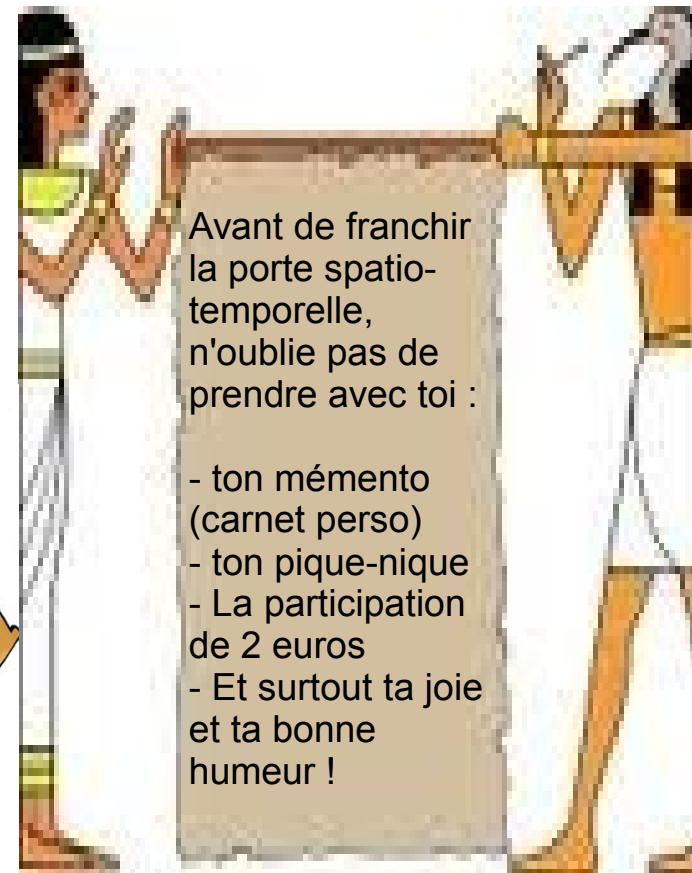 Avant de franchir
la porte spatio-
temporelle,
n'oublie pas de
prendre avec toi :
- ton mémento
(carnet perso)
- ton pique-nique
- La participation
de 2 euros
- Et surtout ta joie
et ta bonne
humeur !